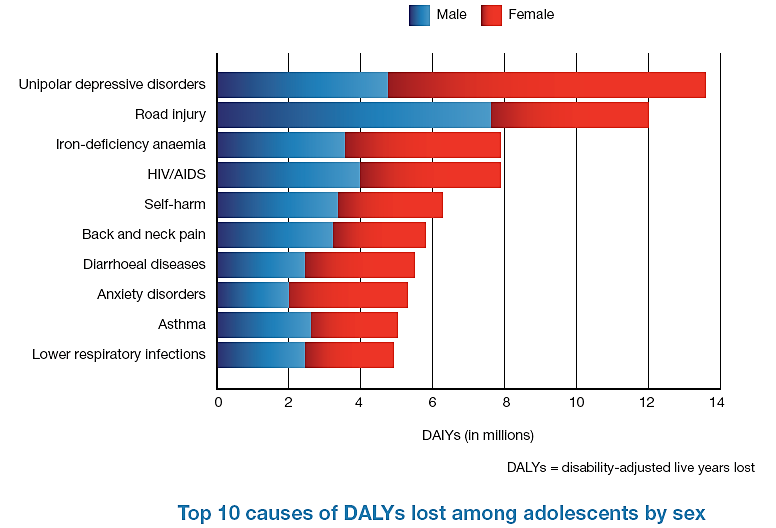 Male Female
Unipolar depressive disorders
Road injury
Iron-deficiency anaemia
HIV/AIDS
Self-harm
Back and neck pain
Diarrhoeal diseases
Anxiety disorders
Asthma
Lower respiratory infections
0 2 4 6 8 10 12 14
DAIYs (in millions)
DALYs = disability-adjusted live years lost
Top 10 causes of DALYs lost among adolescents by sex